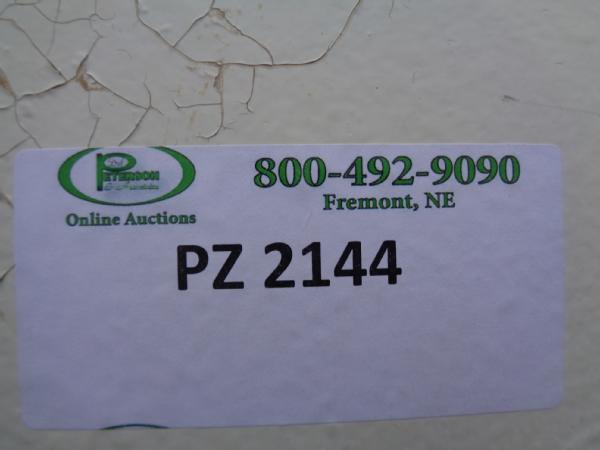 PETERSON
Online Auctions
800-492-9090
Fremont, NE
PZ 2144